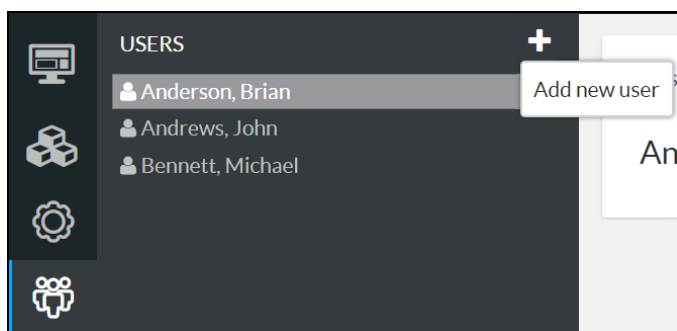 USERS
Anderson, Brian
Add new user
Andrews, John
Bennett, Michael
An